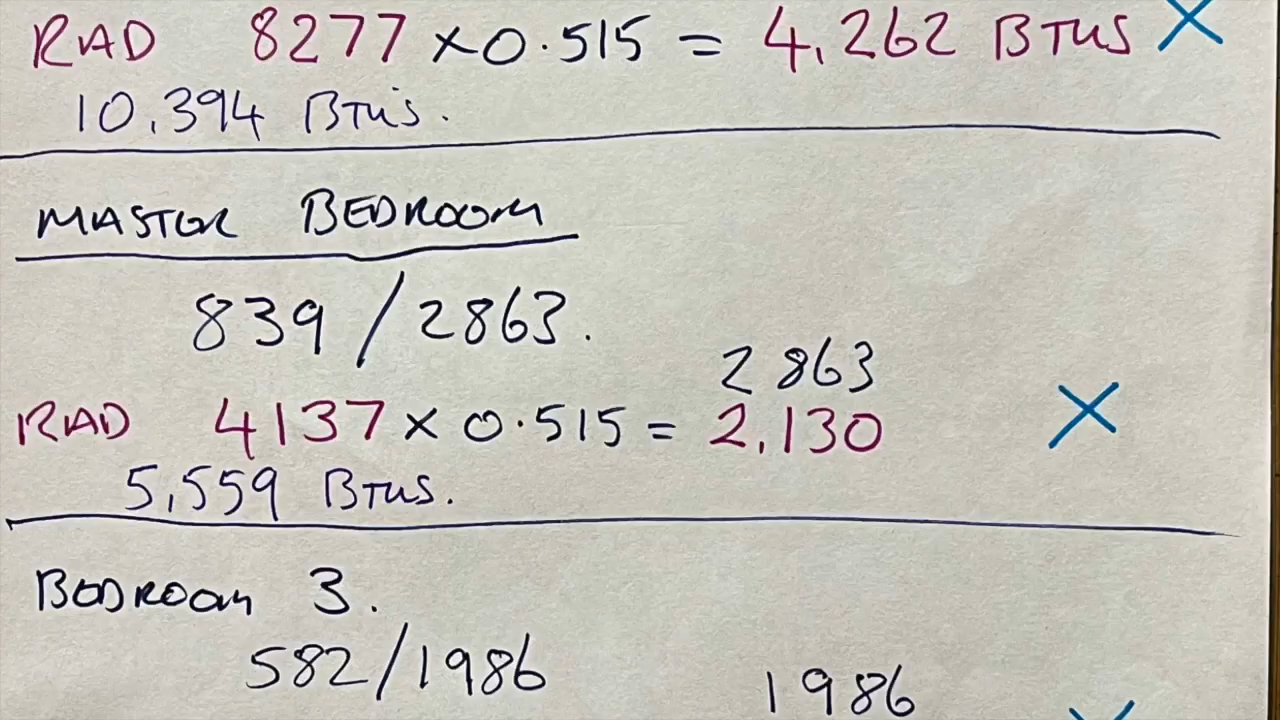 RAD 8277 x 0.515 = 4,262 BTUS X
10,394 BTU's.
MASTER BEDROOM
839 / 2863.
2863
RAD 4137 x 0.515 = 2,130 X
5,559 BTUS.
BEDROOM 3.
582/1986
1986